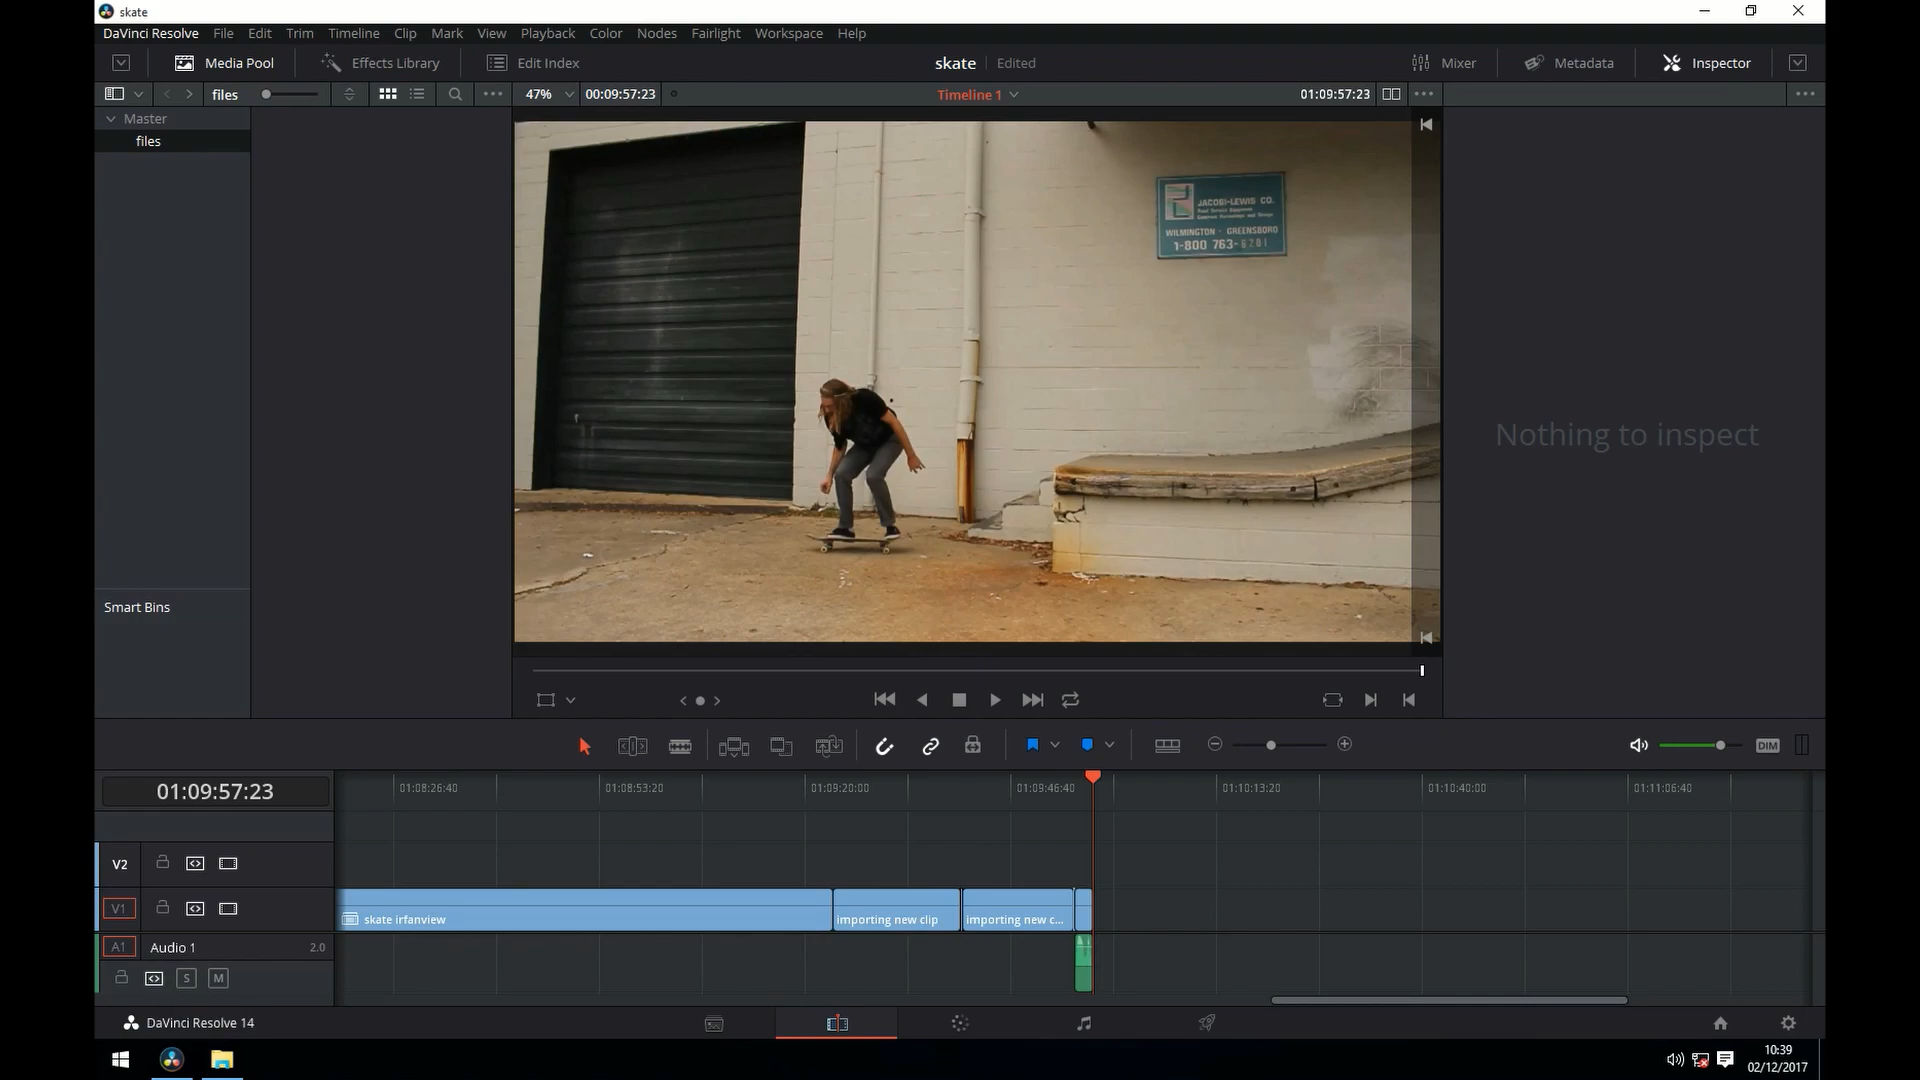 skate
DaVinci Resolve File Edit Trim Timeline Clip Mark View Playback Color Nodes Fairlight Workspace Help
Media Pool Effects Library Edit Index skate Edited Mixer Metadata Inspector
files 47% 00:09:57:23 Timeline 1 01:09:57:23
Master
files
JACOBI-LEWIS CO.
WILMINGTON - GREENSBORO
1-800 763-6201
Nothing to inspect
Smart Bins
DIM
01:09:57:23 01:08:26:40 01:08:53:20 01:09:20:00 01:09:46:40 01:10:13:20 01:10:40:00 01:11:06:40
V2
V1 skate irfanview importing new clip importing new c...
A1 Audio 1 2.0
S M
DaVinci Resolve 14
10:39
02/12/2017